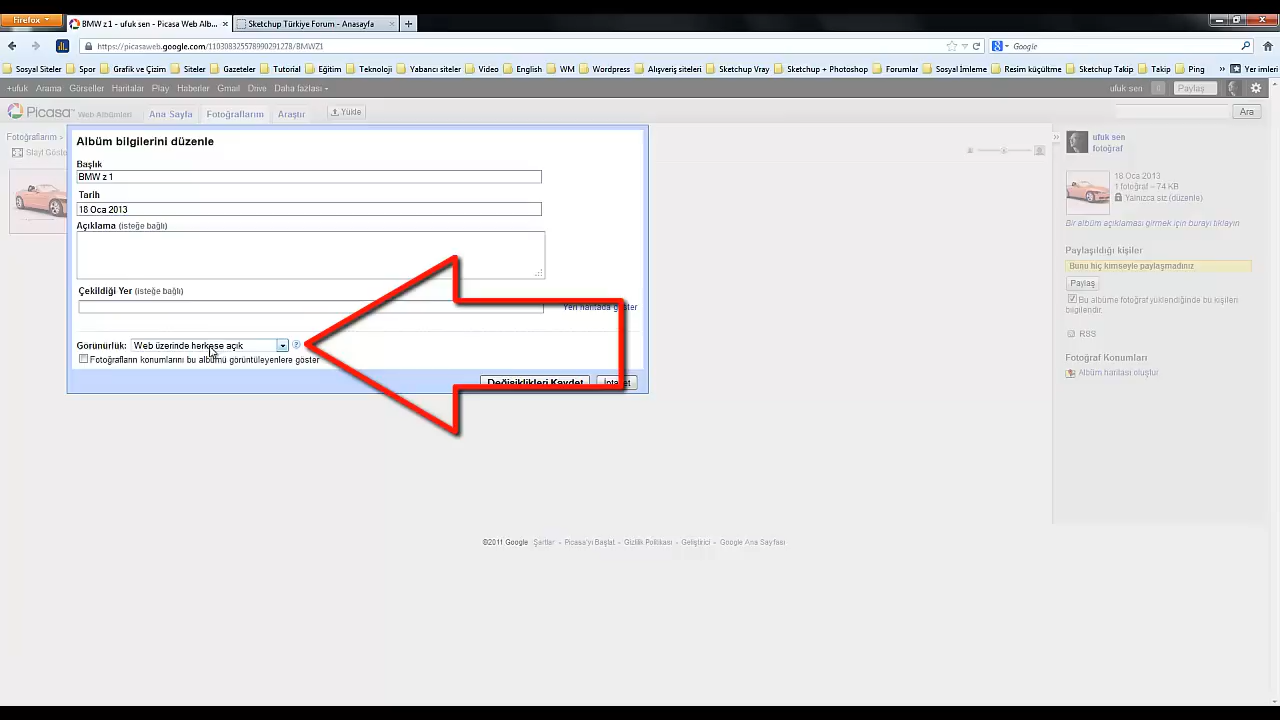 Firefox
BMW z1 - ufuk sen - Picasa Web Alb...
Sketchup Türkiye Forum - Anasayfa
https://picasaweb.google.com/110308325578990291278/BMWZ1
Google
Sosyal Siteler Spor Grafik ve Çizim Siteler Gazeteler Tutorial Eğitim Teknoloji Yabancı siteler Video English WM Wordpress Alışveriş siteleri Sketchup Vray Sketchup + Photoshop Forumlar Sosyal İmleme Resim küçültme Sketchup Takip Takip Ping » Yer imleri
+ufuk Arama Görseller Haritalar Play Haberler Gmail Drive Daha fazlası
ufuk sen Paylaş
Picasa Web Albümleri Ana Sayfa Fotoğraflarım Araştır Yükle
Ara
Fotoğraflarım >
Slayt Göste
Albüm bilgilerini düzenle
Başlık
BMW z 1
Tarih
18 Oca 2013
Açıklama (isteğe bağlı)
Çekildiği Yer (isteğe bağlı)
Yeri haritada göster
Görünürlük: Web üzerinde herkese açık ?
Fotoğrafların konumlarını bu albümü görüntüleyenlere göster
Değişiklikleri Kaydet İptal et
»
ufuk sen
fotoğraf
18 Oca 2013
1 fotoğraf – 74 KB
Yalnızca siz (düzenle)
Bir albüm açıklaması girmek için burayı tıklayın
Paylaşıldığı kişiler
Bunu hiç kimseyle paylaşmadınız
Paylaş
Bu albüme fotoğraf yüklendiğinde bu kişileri
bilgilendir.
RSS
Fotoğraf Konumları
Albüm haritası oluştur
©2011 Google Şartlar - Picasa'yı Başlat - Gizlilik Politikası - Geliştirici - Google Ana Sayfası